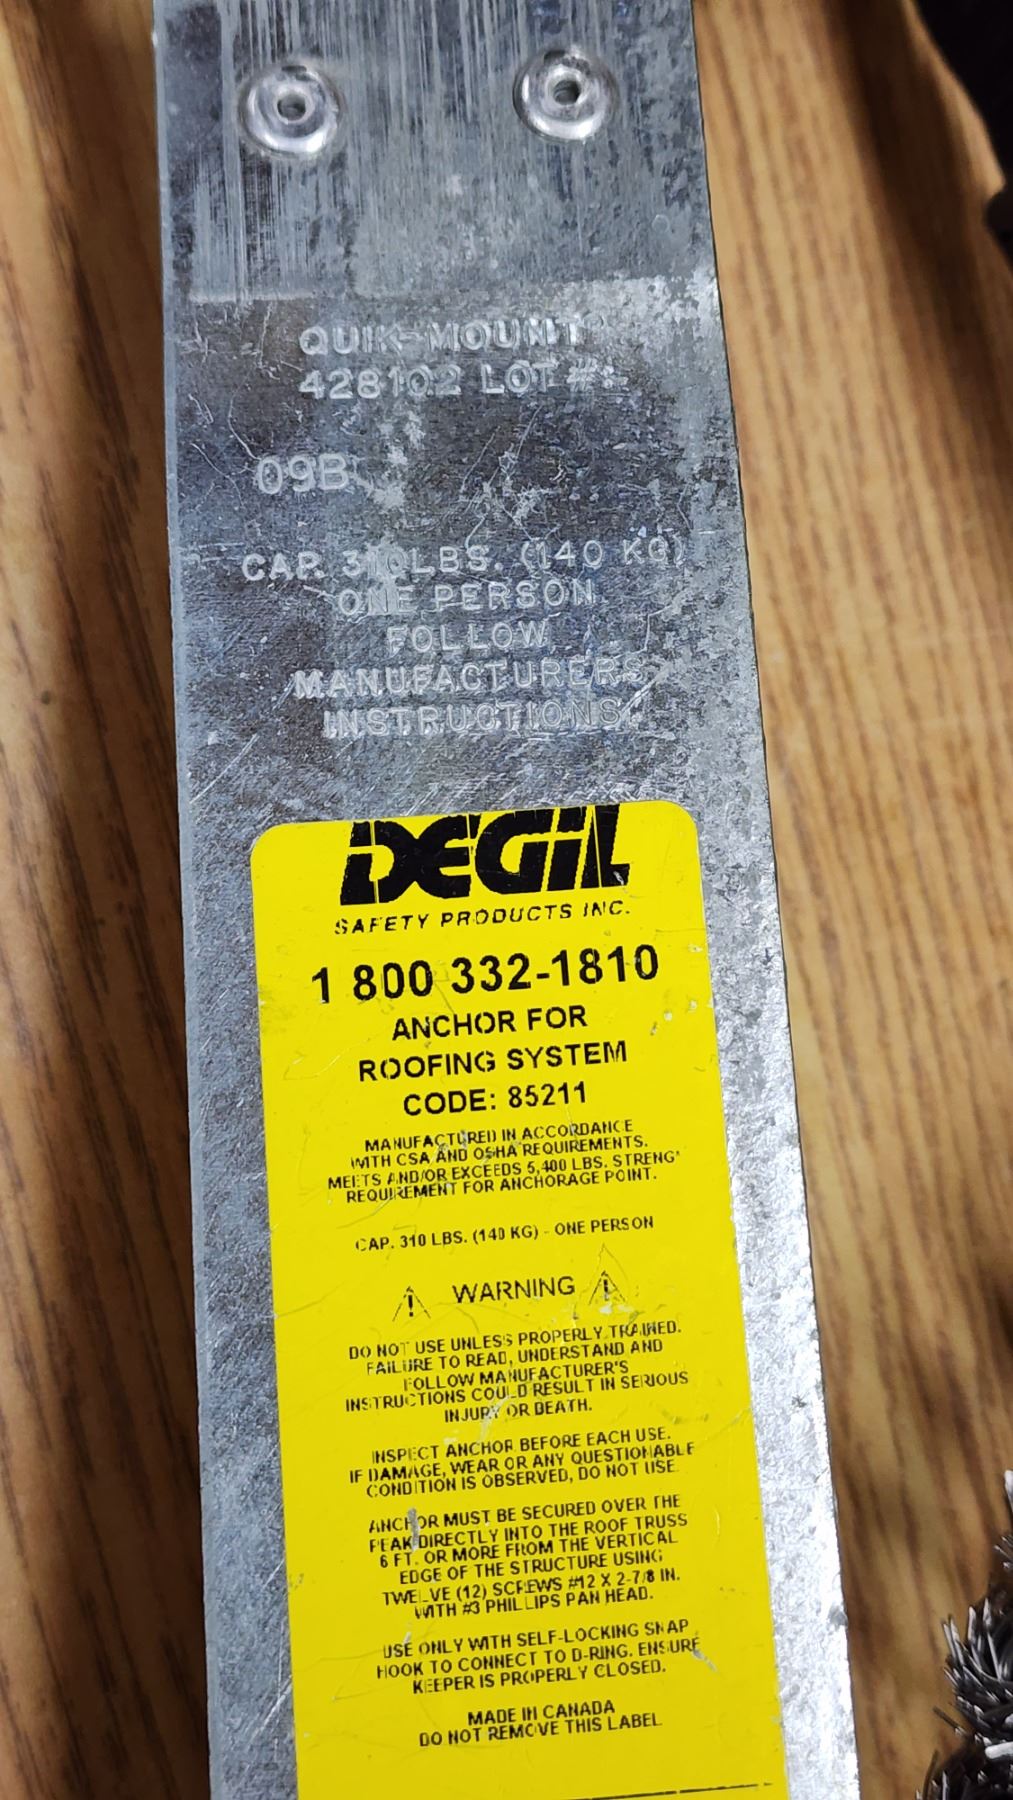 QUIK-MOUNT
428102 LOT #:
09B
CAP. 310LBS. (140 KG)
ONE PERSON
FOLLOW
MANUFACTURERS
INSTRUCTIONS
DEGIL
SAFETY PRODUCTS INC.
1 800 332-1810
ANCHOR FOR
ROOFING SYSTEM
CODE: 85211
MANUFACTURED IN ACCORDANCE
WITH CSA AND OSHA REQUIREMENTS.
MEETS AND/OR EXCEEDS 5,400 LBS. STRENG
REQUIREMENT FOR ANCHORAGE POINT.
CAP. 310 LBS. (140 KG) - ONE PERSON
WARNING
DO NOT USE UNLESS PROPERLY TRAINED.
FAILURE TO READ, UNDERSTAND AND
FOLLOW MANUFACTURER'S
INSTRUCTIONS COULD RESULT IN SERIOUS
INJURY OR DEATH.
INSPECT ANCHOR BEFORE EACH USE.
IF DAMAGE, WEAR OR ANY QUESTIONABLE
CONDITION IS OBSERVED, DO NOT USE.
ANCHOR MUST BE SECURED OVER THE
PEAK DIRECTLY INTO THE ROOF TRUSS
6 FT. OR MORE FROM THE VERTICAL
EDGE OF THE STRUCTURE USING
TWELVE (12) SCREWS #12 X 2-7/8 IN.
WITH #3 PHILLIPS PAN HEAD.
USE ONLY WITH SELF-LOCKING SNAP
HOOK TO CONNECT TO D-RING. ENSURE
KEEPER IS PROPERLY CLOSED.
MADE IN CANADA
DO NOT REMOVE THIS LABEL